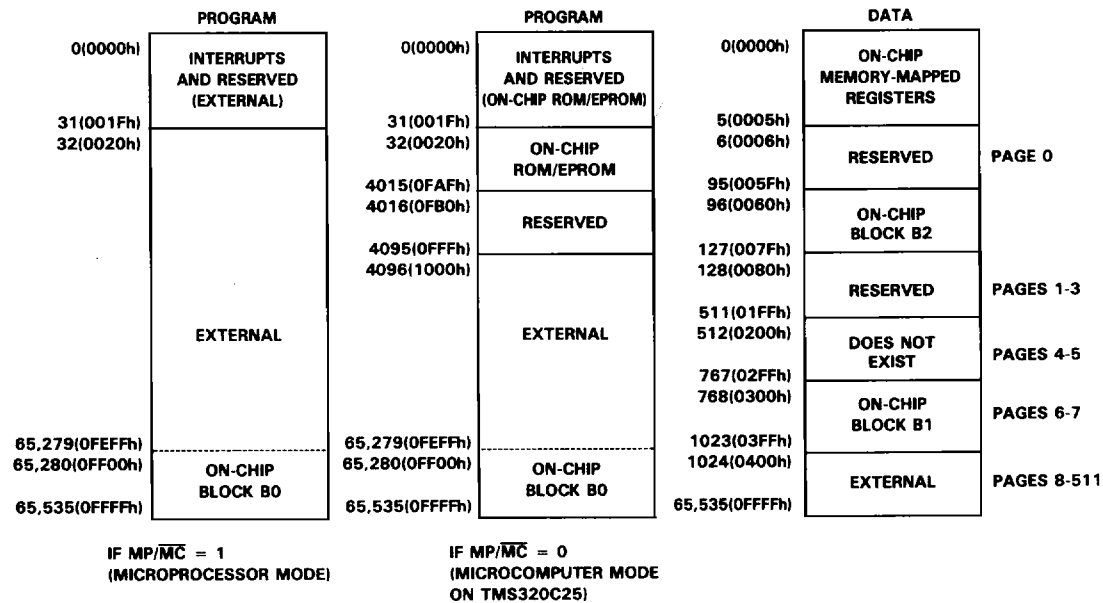 PROGRAM
0(0000h)
INTERRUPTS
AND RESERVED
(EXTERNAL)
31(001Fh)
32(0020h)
EXTERNAL
65,279(0FEFFh)
65,280(0FF00h)
ON-CHIP
BLOCK B0
65,535(0FFFFh)
IF MP/M̅C̅ = 1
(MICROPROCESSOR MODE)
PROGRAM
0(0000h)
INTERRUPTS
AND RESERVED
(ON-CHIP ROM/EPROM)
31(001Fh)
32(0020h)
ON-CHIP
ROM/EPROM
4015(0FAFh)
4016(0FB0h)
RESERVED
4095(0FFFh)
4096(1000h)
EXTERNAL
65,279(0FEFFh)
65,280(0FF00h)
ON-CHIP
BLOCK B0
65,535(0FFFFh)
IF MP/M̅C̅ = 0
(MICROCOMPUTER MODE
ON TMS320C25)
DATA
0(0000h)
ON-CHIP
MEMORY-MAPPED
REGISTERS
5(0005h)
6(0006h)
RESERVED
PAGE 0
95(005Fh)
96(0060h)
ON-CHIP
BLOCK B2
127(007Fh)
128(0080h)
RESERVED
PAGES 1-3
511(01FFh)
512(0200h)
DOES NOT
EXIST
PAGES 4-5
767(02FFh)
768(0300h)
ON-CHIP
BLOCK B1
PAGES 6-7
1023(03FFh)
1024(0400h)
EXTERNAL
PAGES 8-511
65,535(0FFFFh)